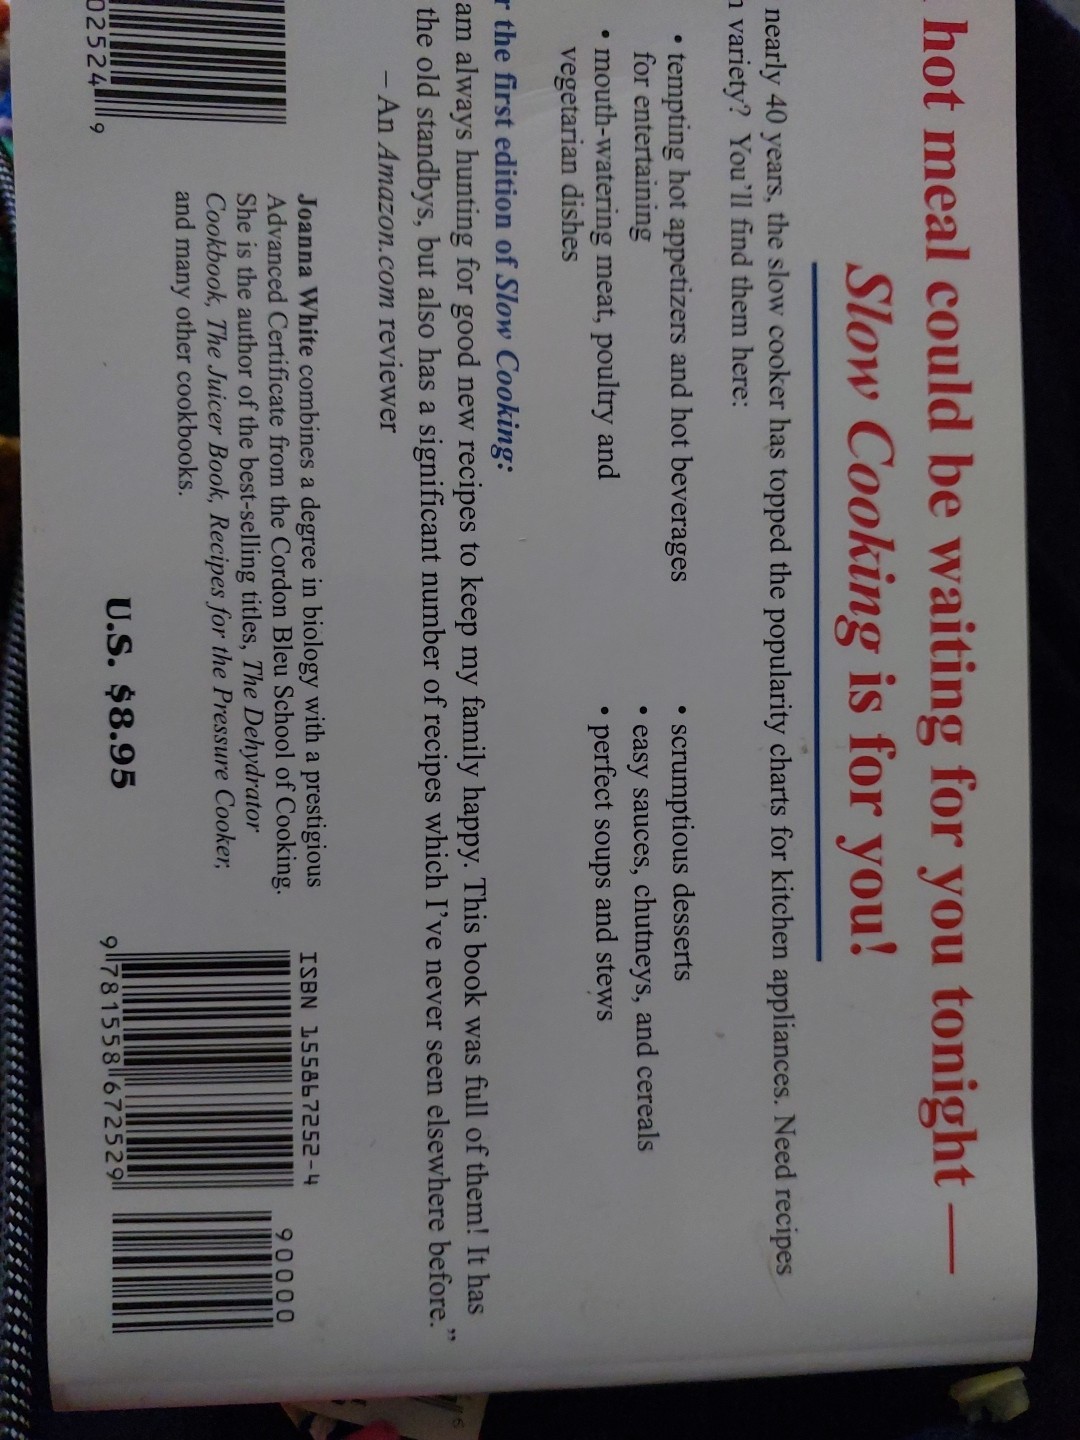 hot meal could be waiting for you tonight —
Slow Cooking is for you!
nearly 40 years, the slow cooker has topped the popularity charts for kitchen appliances. Need recipes
variety? You'll find them here:
• tempting hot appetizers and hot beverages
for entertaining
• mouth-watering meat, poultry and
vegetarian dishes
• scrumptious desserts
• easy sauces, chutneys, and cereals
• perfect soups and stews
the first edition of Slow Cooking:
am always hunting for good new recipes to keep my family happy. This book was full of them! It has
the old standbys, but also has a significant number of recipes which I've never seen elsewhere before.”
– An Amazon.com reviewer
02524 9
Joanna White combines a degree in biology with a prestigious
Advanced Certificate from the Cordon Bleu School of Cooking.
She is the author of the best-selling titles, The Dehydrator
Cookbook, The Juicer Book, Recipes for the Pressure Cooker,
and many other cookbooks.
U.S. $8.95
ISBN 155867252-4
9 781558 672529
90000